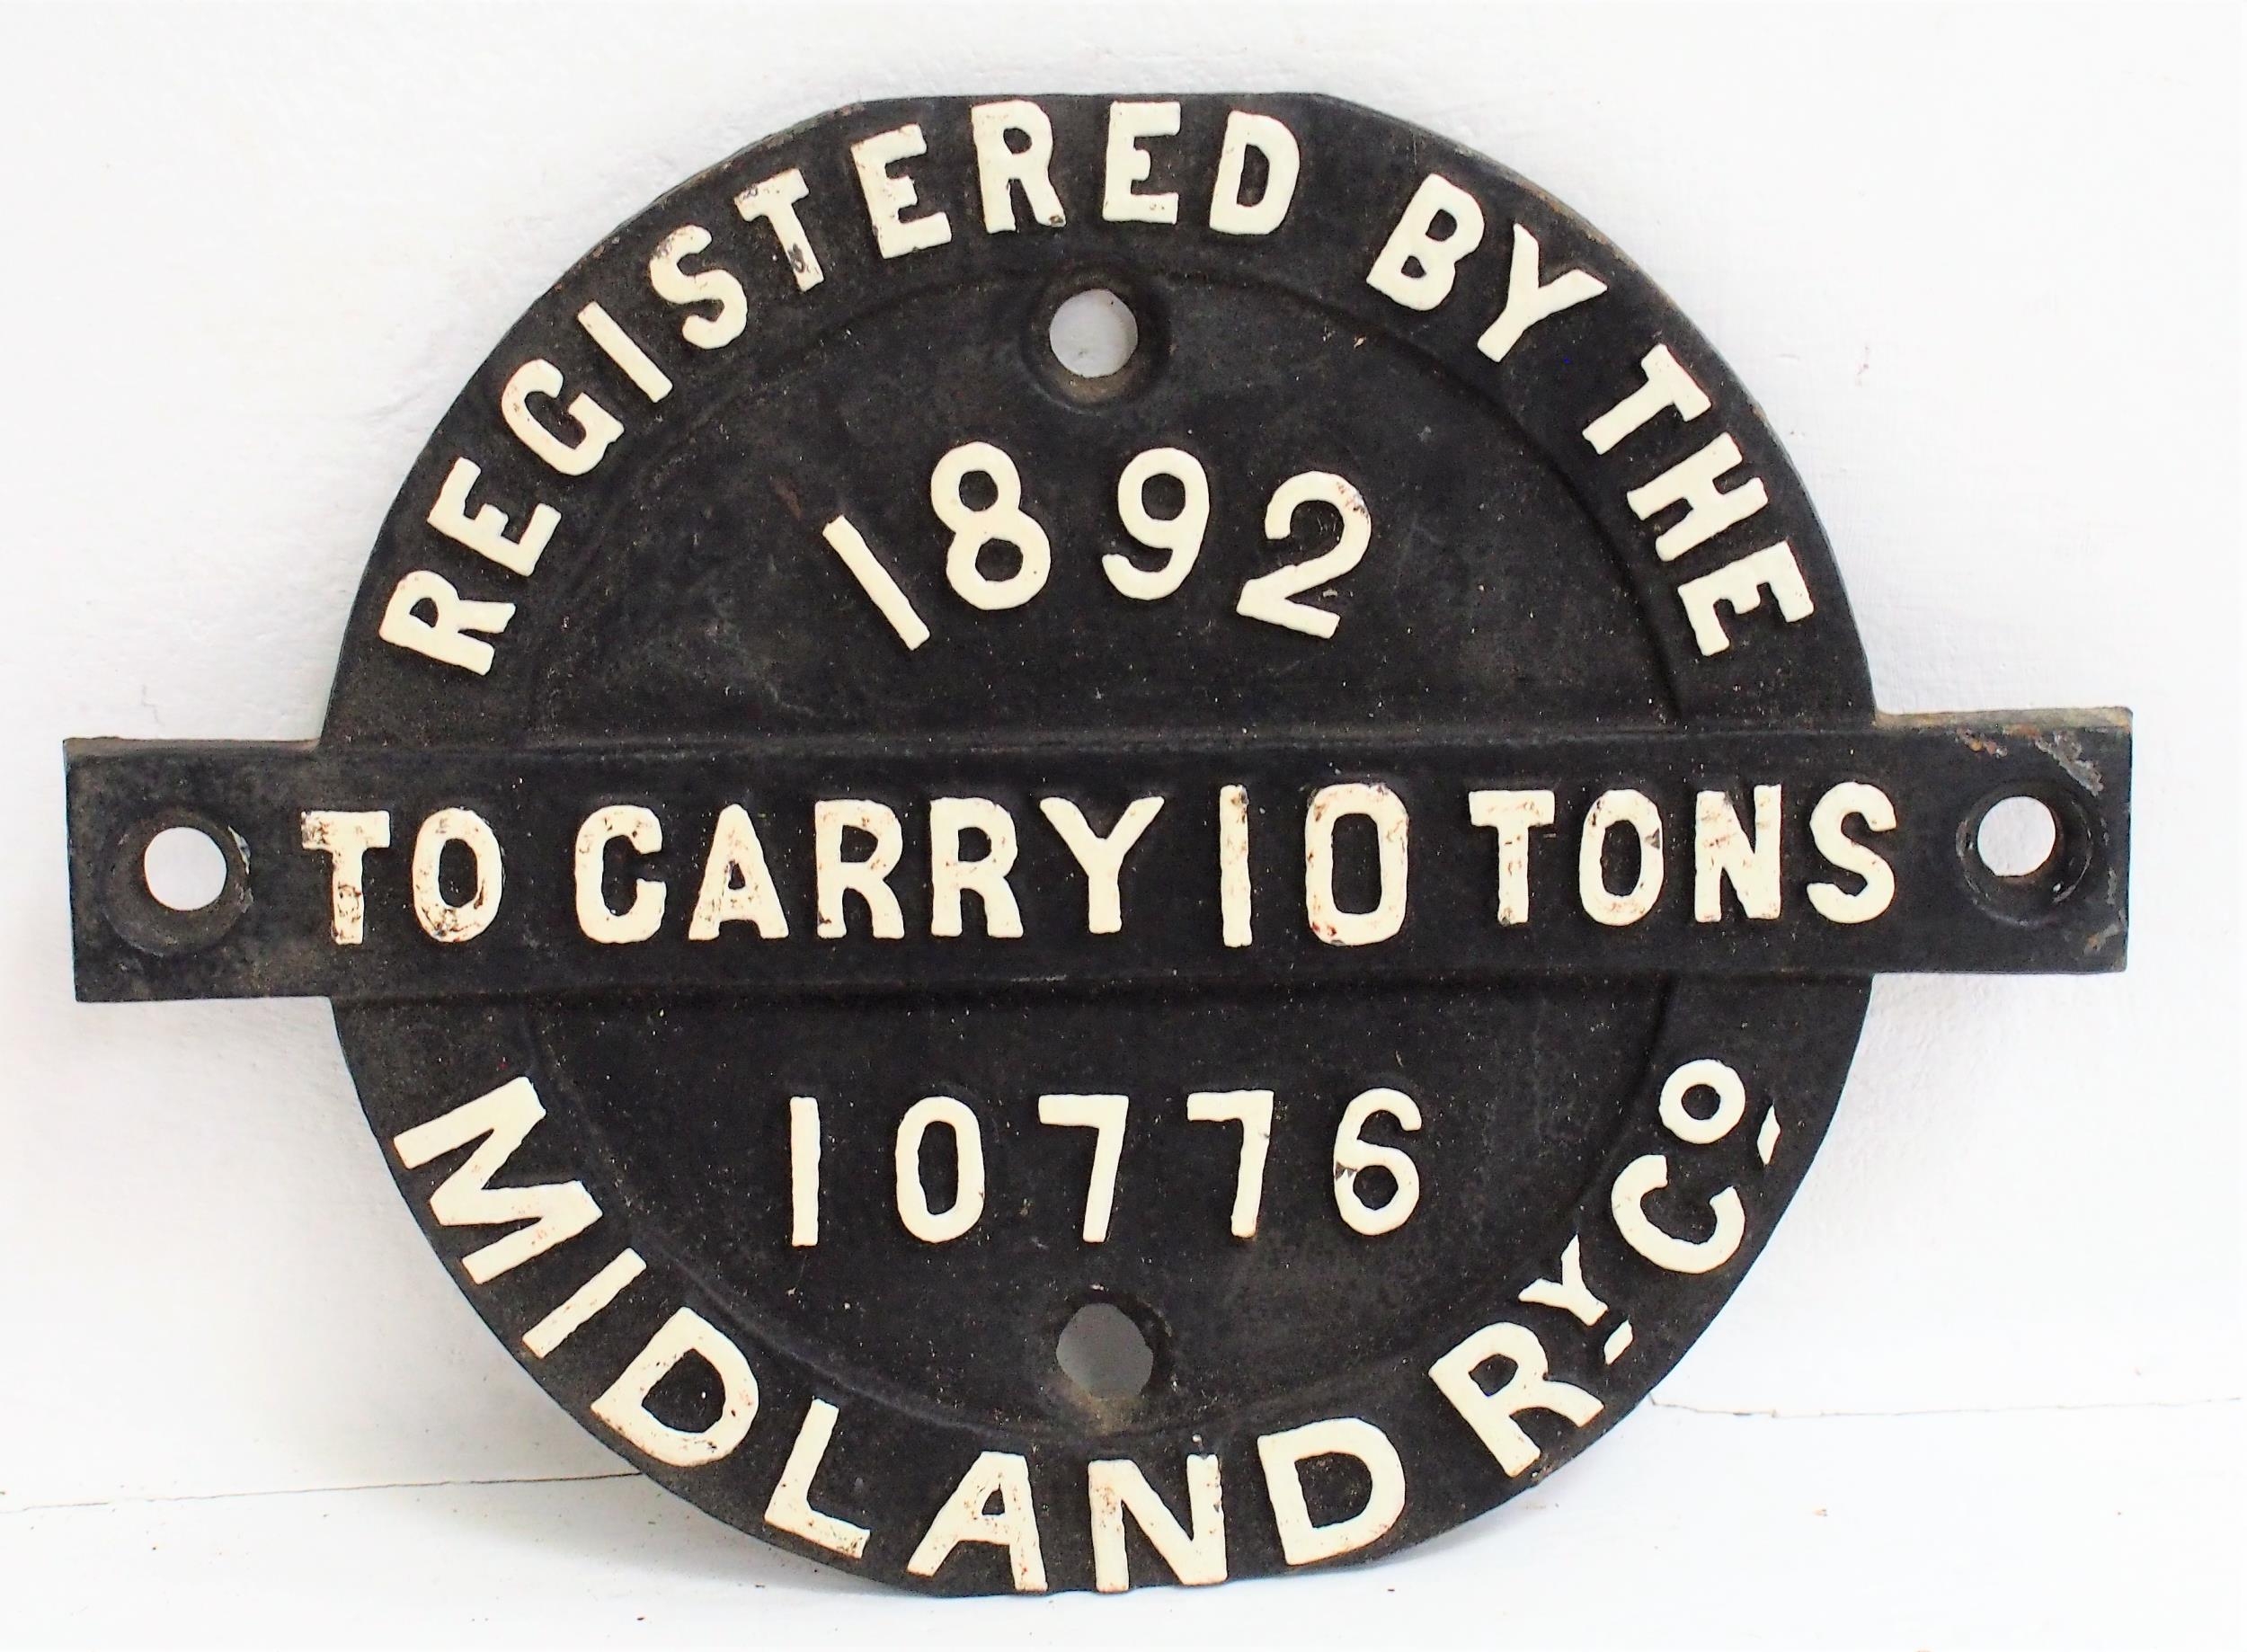 REGISTERED BY THE
1892
TO CARRY 10 TONS
10776
MIDLAND RY CO